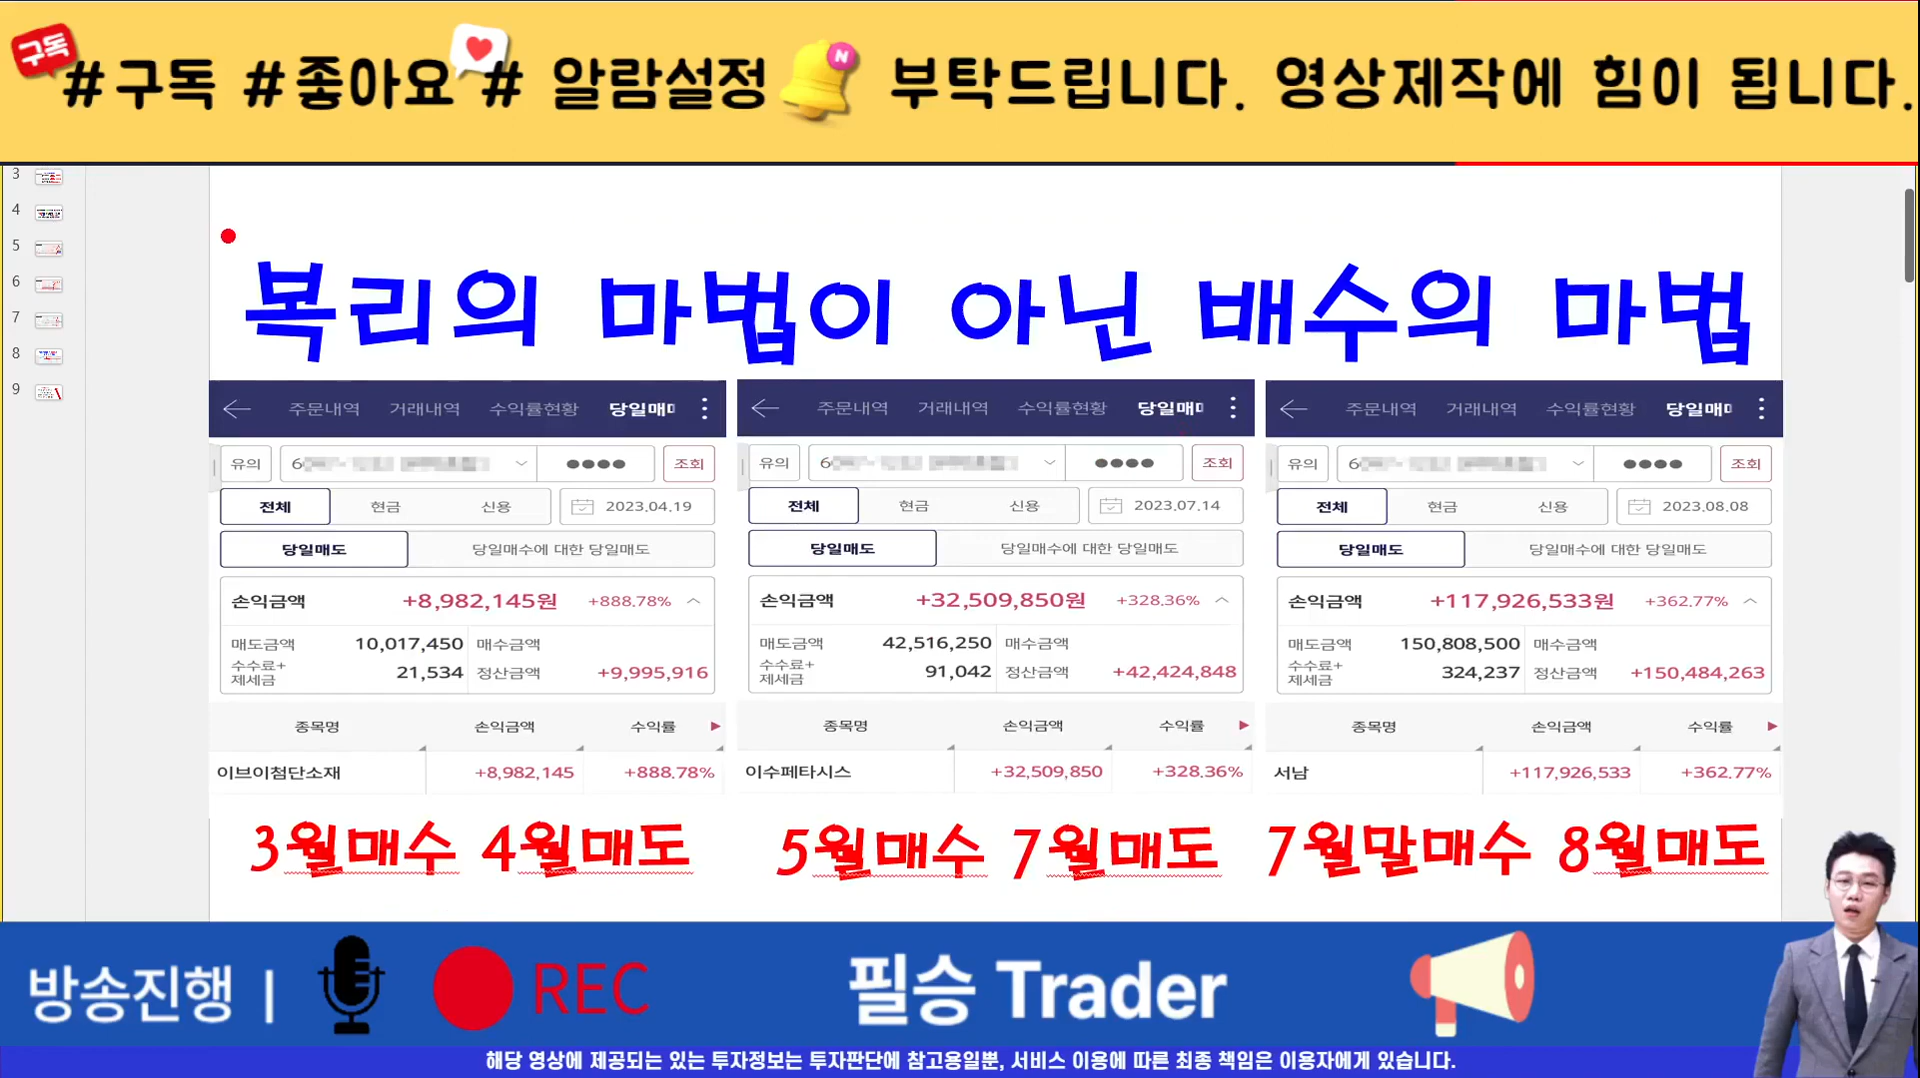 구독 #구독 #좋아요 # 알람설정 N 부탁드립니다. 영상제작에 힘이 됩니다.
3
4
5
6
7
8
9
복리의 마법이 아닌 배수의 마법
주문내역 거래내역 수익률현황 당일매
유의 6 ●●●● 조회
전체 현금 신용 2023.04.19
당일매도 당일매수에 대한 당일매도
손익금액 +8,982,145원 +888.78%
매도금액 10,017,450 매수금액
수수료+
제세금 21,534 정산금액 +9,995,916
종목명 손익금액 수익률
이브이첨단소재 +8,982,145 +888.78%
3월매수 4월매도
주문내역 거래내역 수익률현황 당일매
유의 6 ●●●● 조회
전체 현금 신용 2023.07.14
당일매도 당일매수에 대한 당일매도
손익금액 +32,509,850원 +328.36%
매도금액 42,516,250 매수금액
수수료+
제세금 91,042 정산금액 +42,424,848
종목명 손익금액 수익률
이수페타시스 +32,509,850 +328.36%
5월매수 7월매도
주문내역 거래내역 수익률현황 당일매
유의 6 ●●●● 조회
전체 현금 신용 2023.08.08
당일매도 당일매수에 대한 당일매도
손익금액 +117,926,533원 +362.77%
매도금액 150,808,500 매수금액
수수료+
제세금 324,237 정산금액 +150,484,263
종목명 손익금액 수익률
서남 +117,926,533 +362.77%
7월말매수 8월매도
방송진행 | REC 필승 Trader
해당 영상에 제공되는 있는 투자정보는 투자판단에 참고용일뿐, 서비스 이용에 따른 최종 책임은 이용자에게 있습니다.